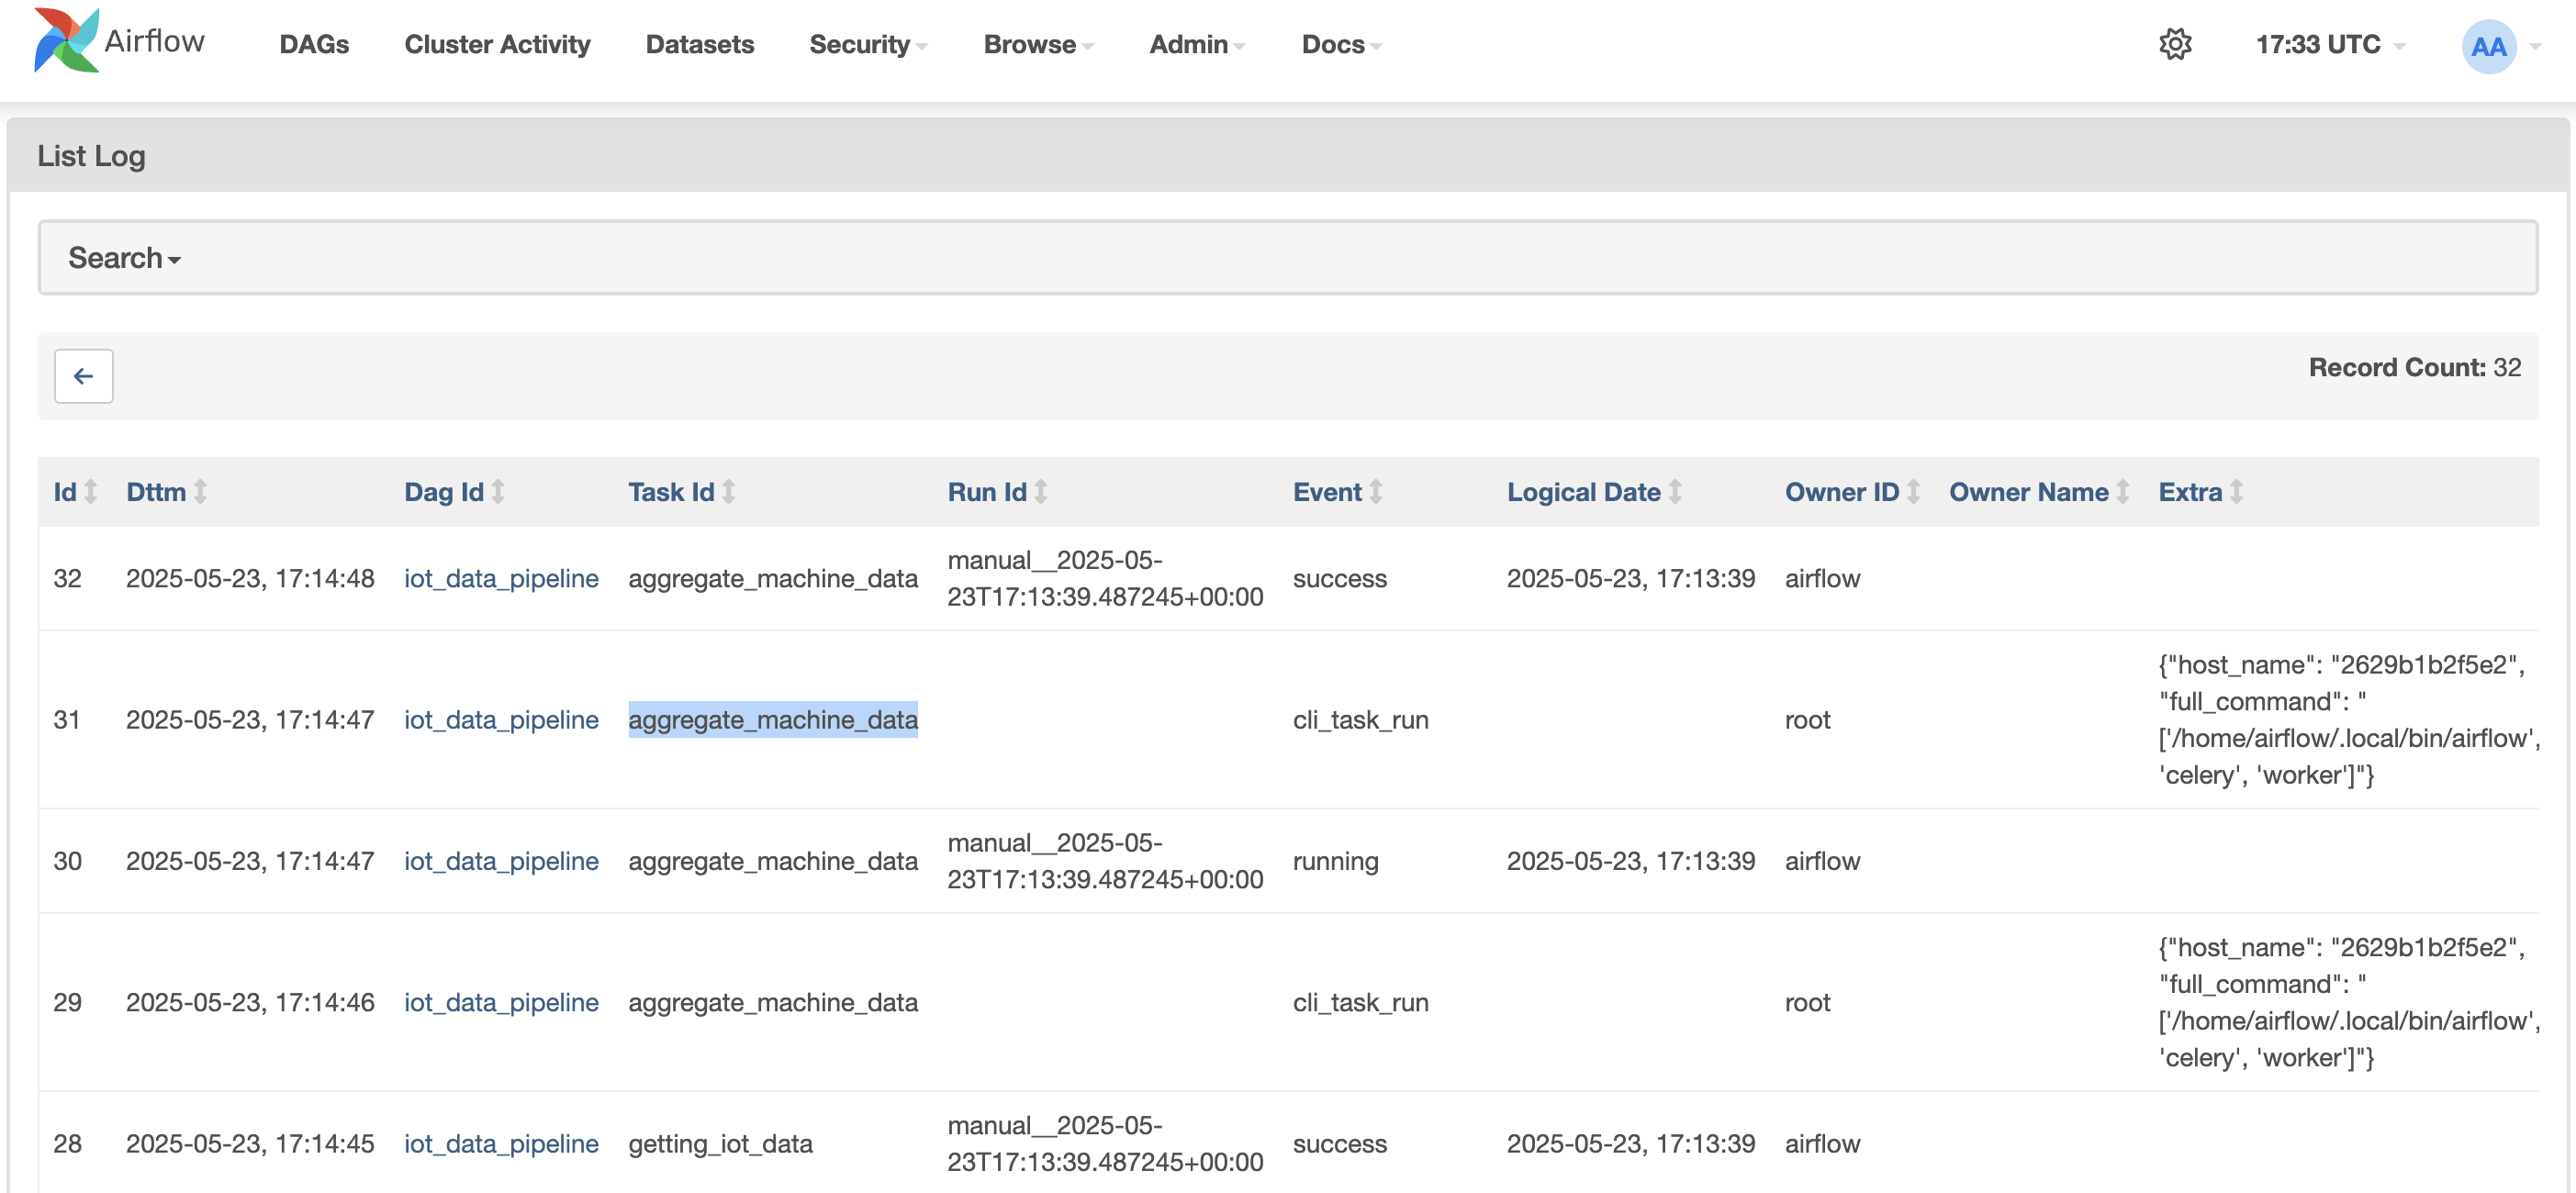 Airflow DAGs Cluster Activity Datasets Security Browse Admin Docs 17:33 UTC AA
List Log
Search
Record Count: 32
Id Dttm Dag Id Task Id Run Id Event Logical Date Owner ID Owner Name Extra
32 2025-05-23, 17:14:48 iot_data_pipeline aggregate_machine_data manual__2025-05-
23T17:13:39.487245+00:00 success 2025-05-23, 17:13:39 airflow
31 2025-05-23, 17:14:47 iot_data_pipeline aggregate_machine_data cli_task_run root {"host_name": "2629b1b2f5e2",
"full_command": "
['/home/airflow/.local/bin/airflow',
'celery', 'worker']"}
30 2025-05-23, 17:14:47 iot_data_pipeline aggregate_machine_data manual__2025-05-
23T17:13:39.487245+00:00 running 2025-05-23, 17:13:39 airflow
29 2025-05-23, 17:14:46 iot_data_pipeline aggregate_machine_data cli_task_run root {"host_name": "2629b1b2f5e2",
"full_command": "
['/home/airflow/.local/bin/airflow',
'celery', 'worker']"}
28 2025-05-23, 17:14:45 iot_data_pipeline getting_iot_data manual__2025-05-
23T17:13:39.487245+00:00 success 2025-05-23, 17:13:39 airflow